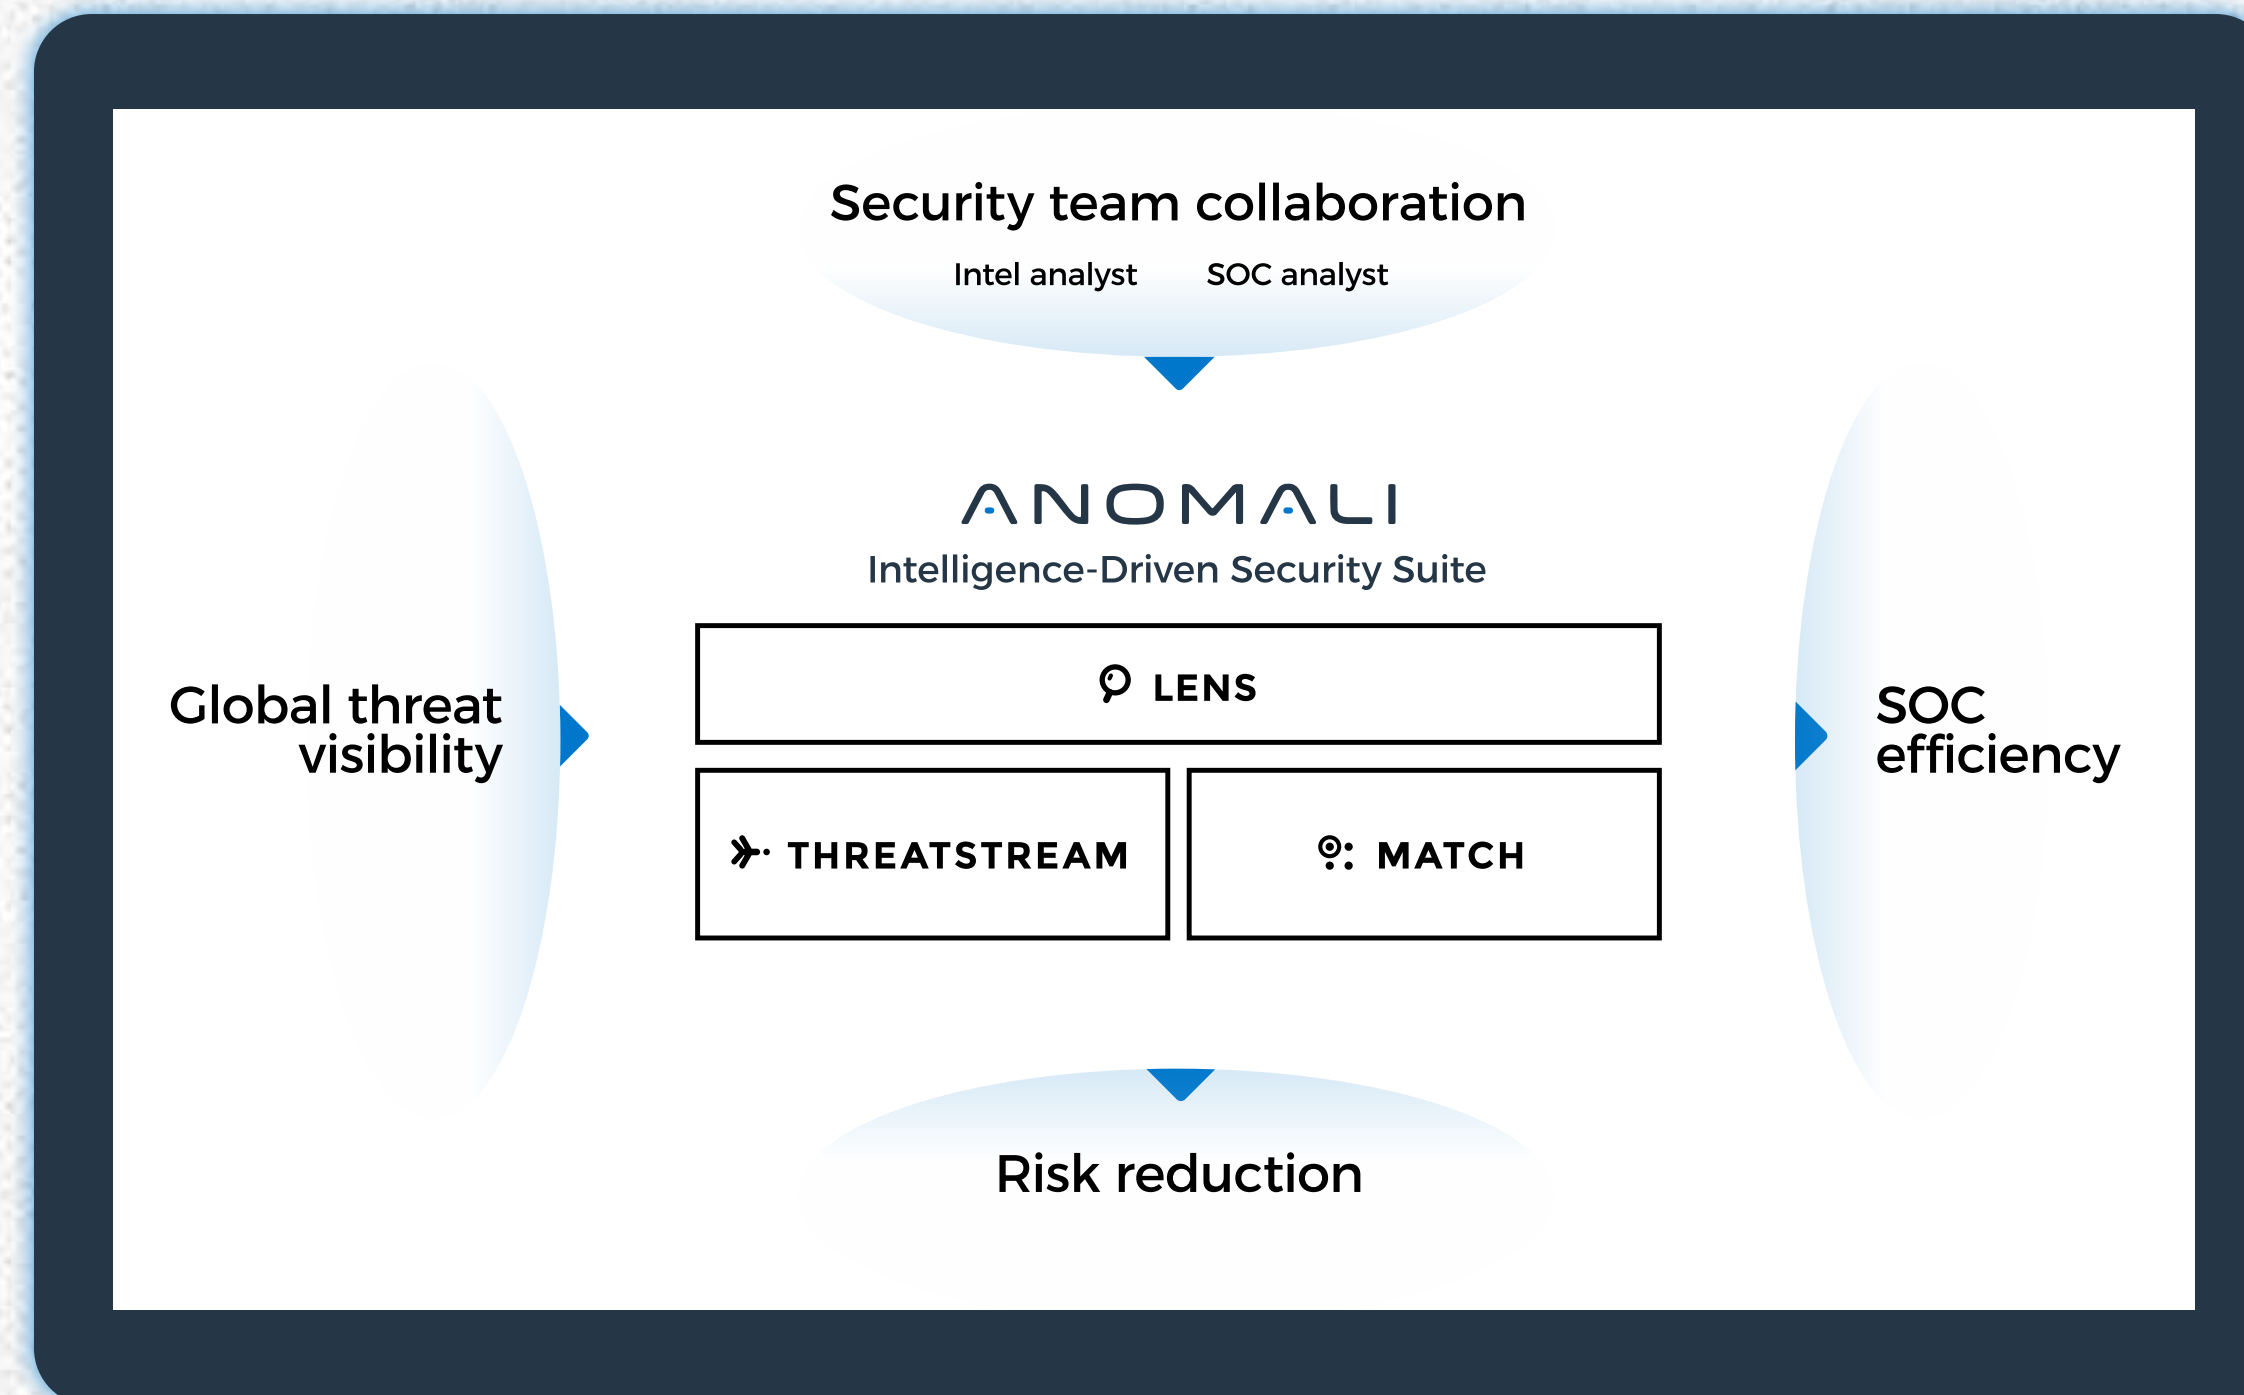 Security team collaboration
Intel analyst SOC analyst
ANOMALI
Intelligence-Driven Security Suite
LENS
Global threat
visibility
SOC
efficiency
THREATSTREAM
MATCH
Risk reduction